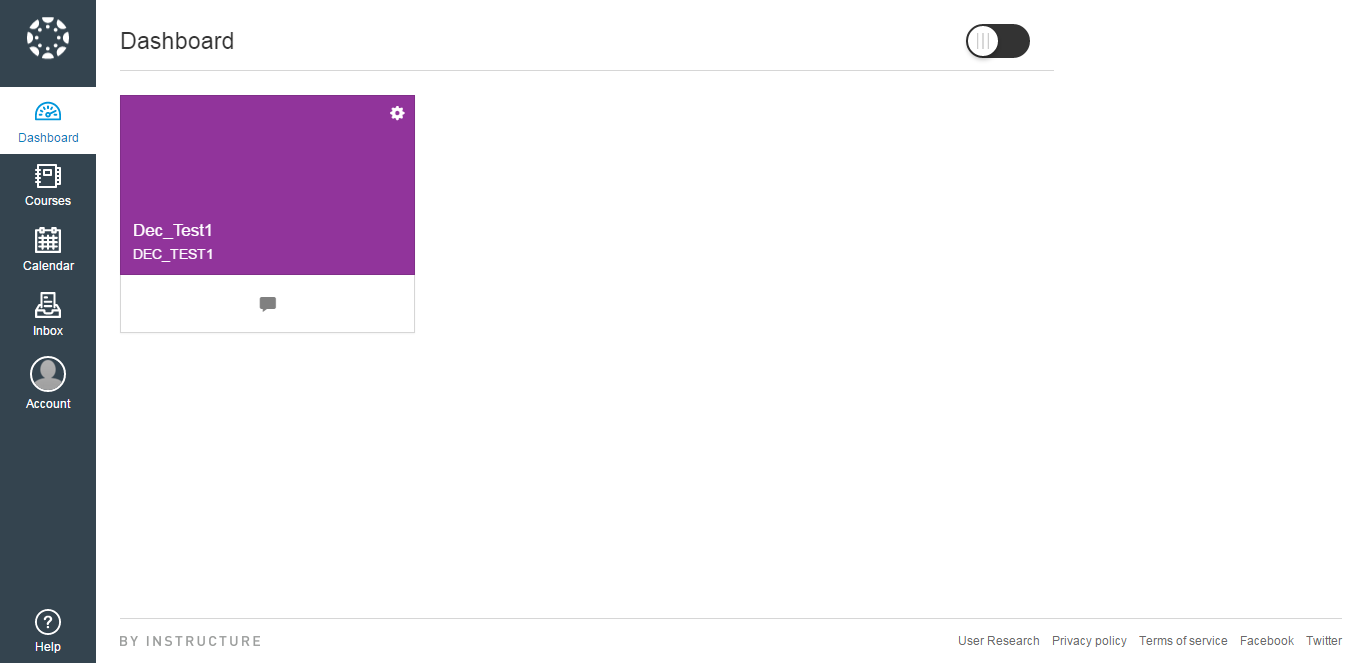 Dashboard
Dashboard
Courses
Calendar
Inbox
Account
Help
Dec_Test1
DEC_TEST1
BY INSTRUCTURE
User Research Privacy policy Terms of service Facebook Twitter